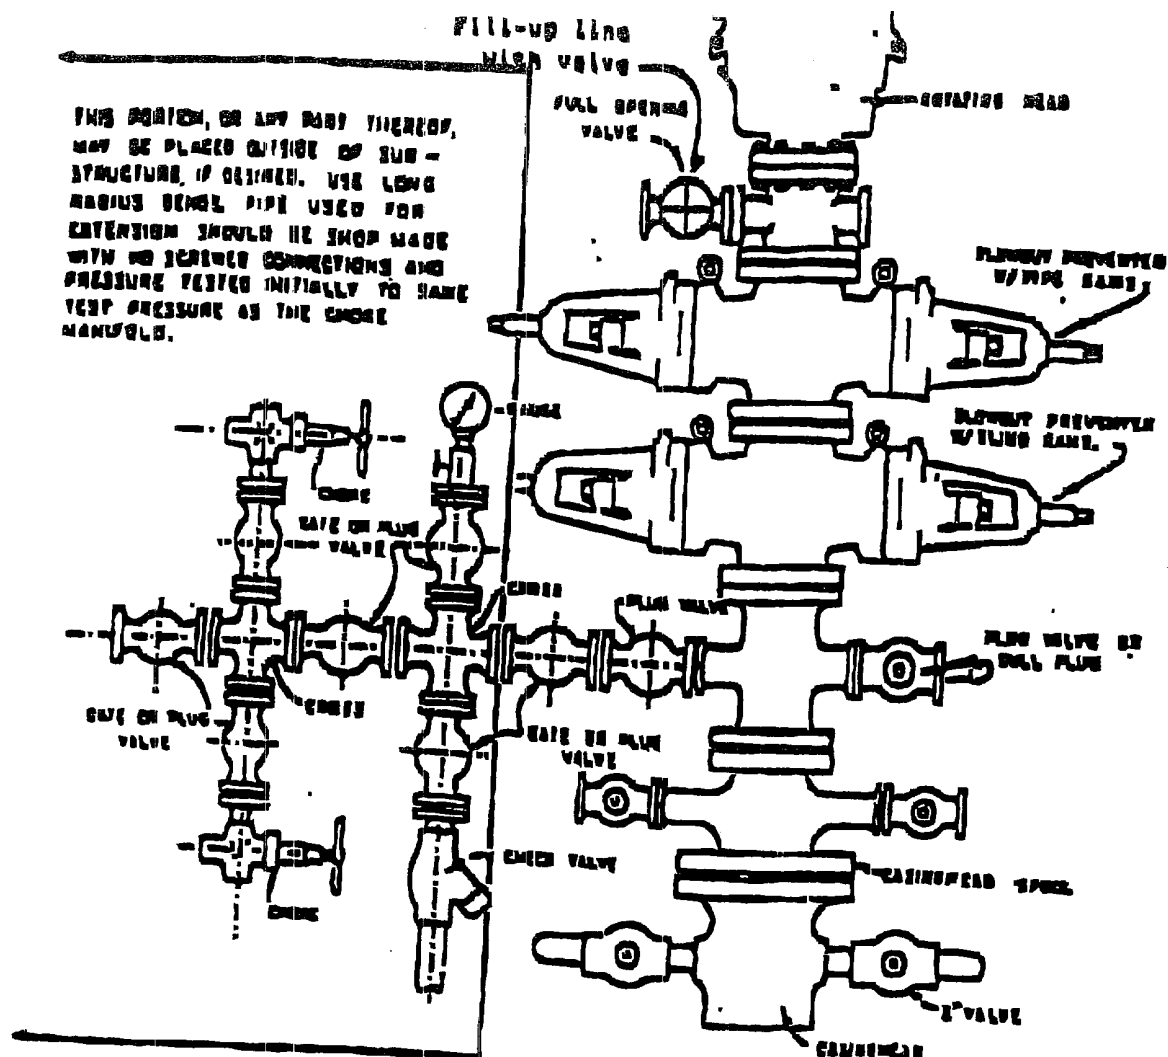 Fill-up line
with valve
FULL OPENING
VALVE
ROTATING HEAD
THIS PORTION, OR ANY PART THEREOF,
MAY BE PLACED OUTSIDE OF SUB-
STRUCTURE, IF DESIRED. USE LONG
RADIUS BENDS. PIPE USED FOR
EXTENSION SHOULD BE SHOP MADE
WITH NO SCREWED CONNECTIONS AND
PRESSURE TESTED INITIALLY TO SAME
TEST PRESSURE AS THE CHOKE
MANIFOLD.
BLOWOUT PREVENTER
W/PIPE RAMS.
GAUGE
BLOWOUT PREVENTER
W/BLIND RAMS.
CHOKE
GATE OR PLUG
VALVE
CROSS
VALVE
FLOW VALVE OR
BULL PLUG
CROSS
GATE OR PLUG
VALVE
GATE OR PLUG
VALVE
CHECK VALVE
CASINGHEAD SPOOL
CHOKE
2" VALVE
CASINGHEAD